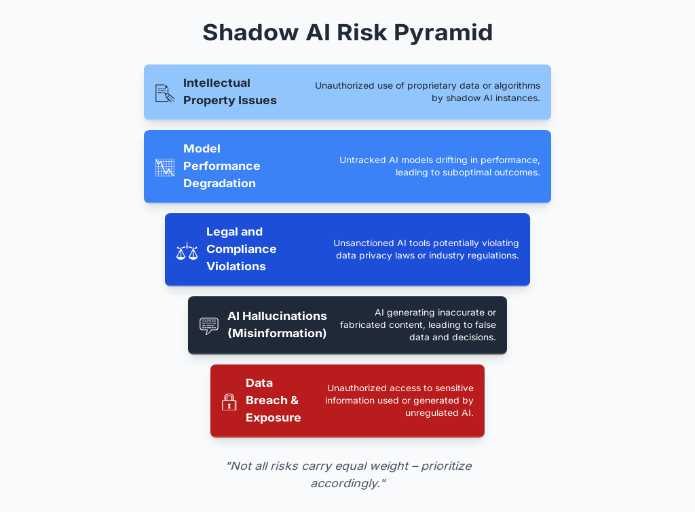 Shadow AI Risk Pyramid
Intellectual
Property Issues
Unauthorized use of proprietary data or algorithms
by shadow AI instances.
Model
Performance
Degradation
Untracked AI models drifting in performance,
leading to suboptimal outcomes.
Legal and
Compliance
Violations
Unsanctioned AI tools potentially violating
data privacy laws or industry regulations.
AI Hallucinations
(Misinformation)
AI generating inaccurate or
fabricated content, leading to false
data and decisions.
Data
Breach &
Exposure
Unauthorized access to sensitive
information used or generated by
unregulated AI.
"Not all risks carry equal weight – prioritize
accordingly."